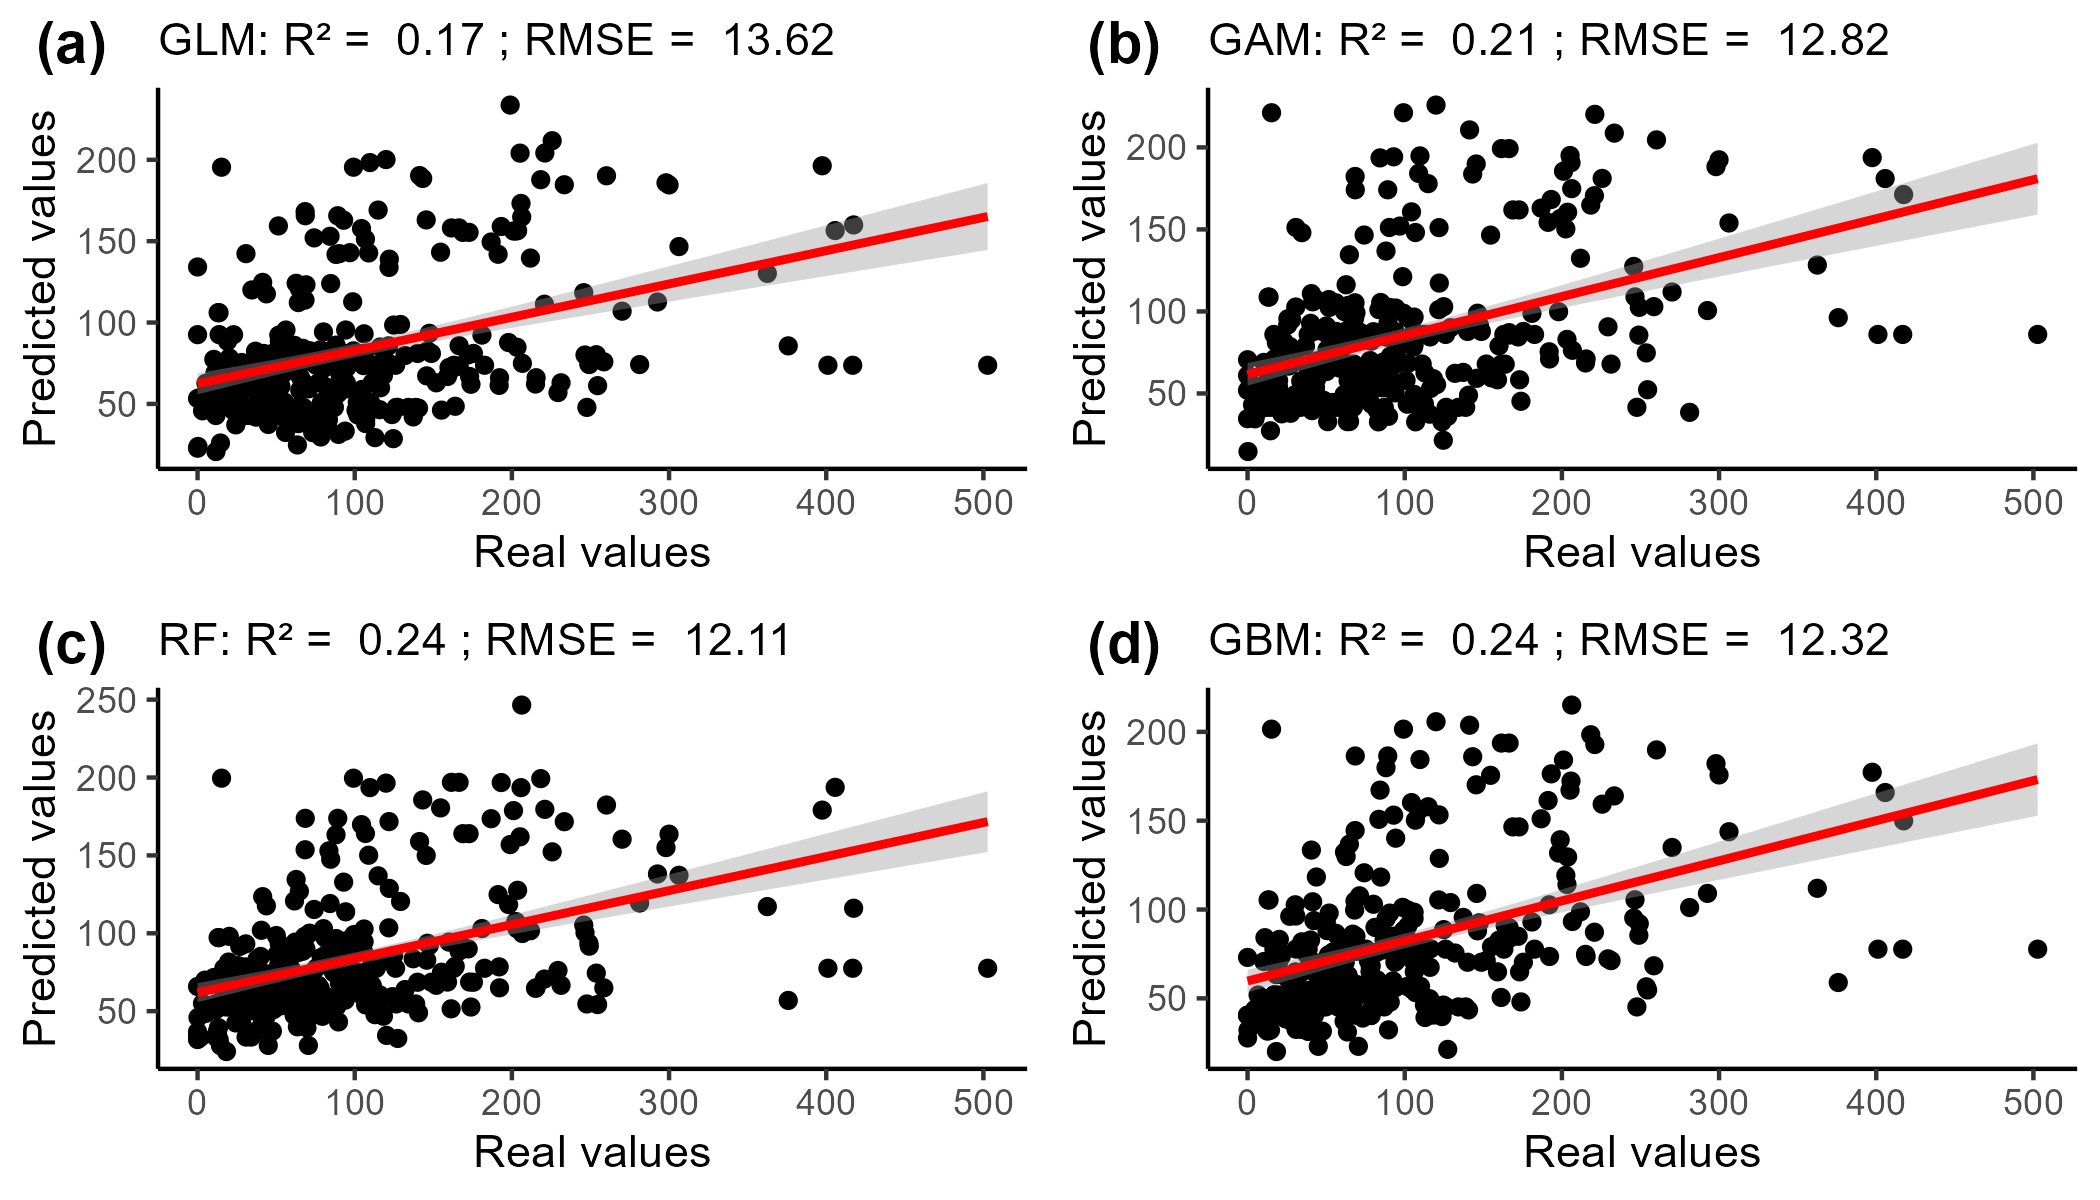 (a) GLM: R² = 0.17 ; RMSE = 13.62
Predicted values
200
150
100
50
0 100 200 300 400 500
Real values
(b) GAM: R² = 0.21 ; RMSE = 12.82
Predicted values
200
150
100
50
0 100 200 300 400 500
Real values
(c) RF: R² = 0.24 ; RMSE = 12.11
Predicted values
250
200
150
100
50
0 100 200 300 400 500
Real values
(d) GBM: R² = 0.24 ; RMSE = 12.32
Predicted values
200
150
100
50
0 100 200 300 400 500
Real values